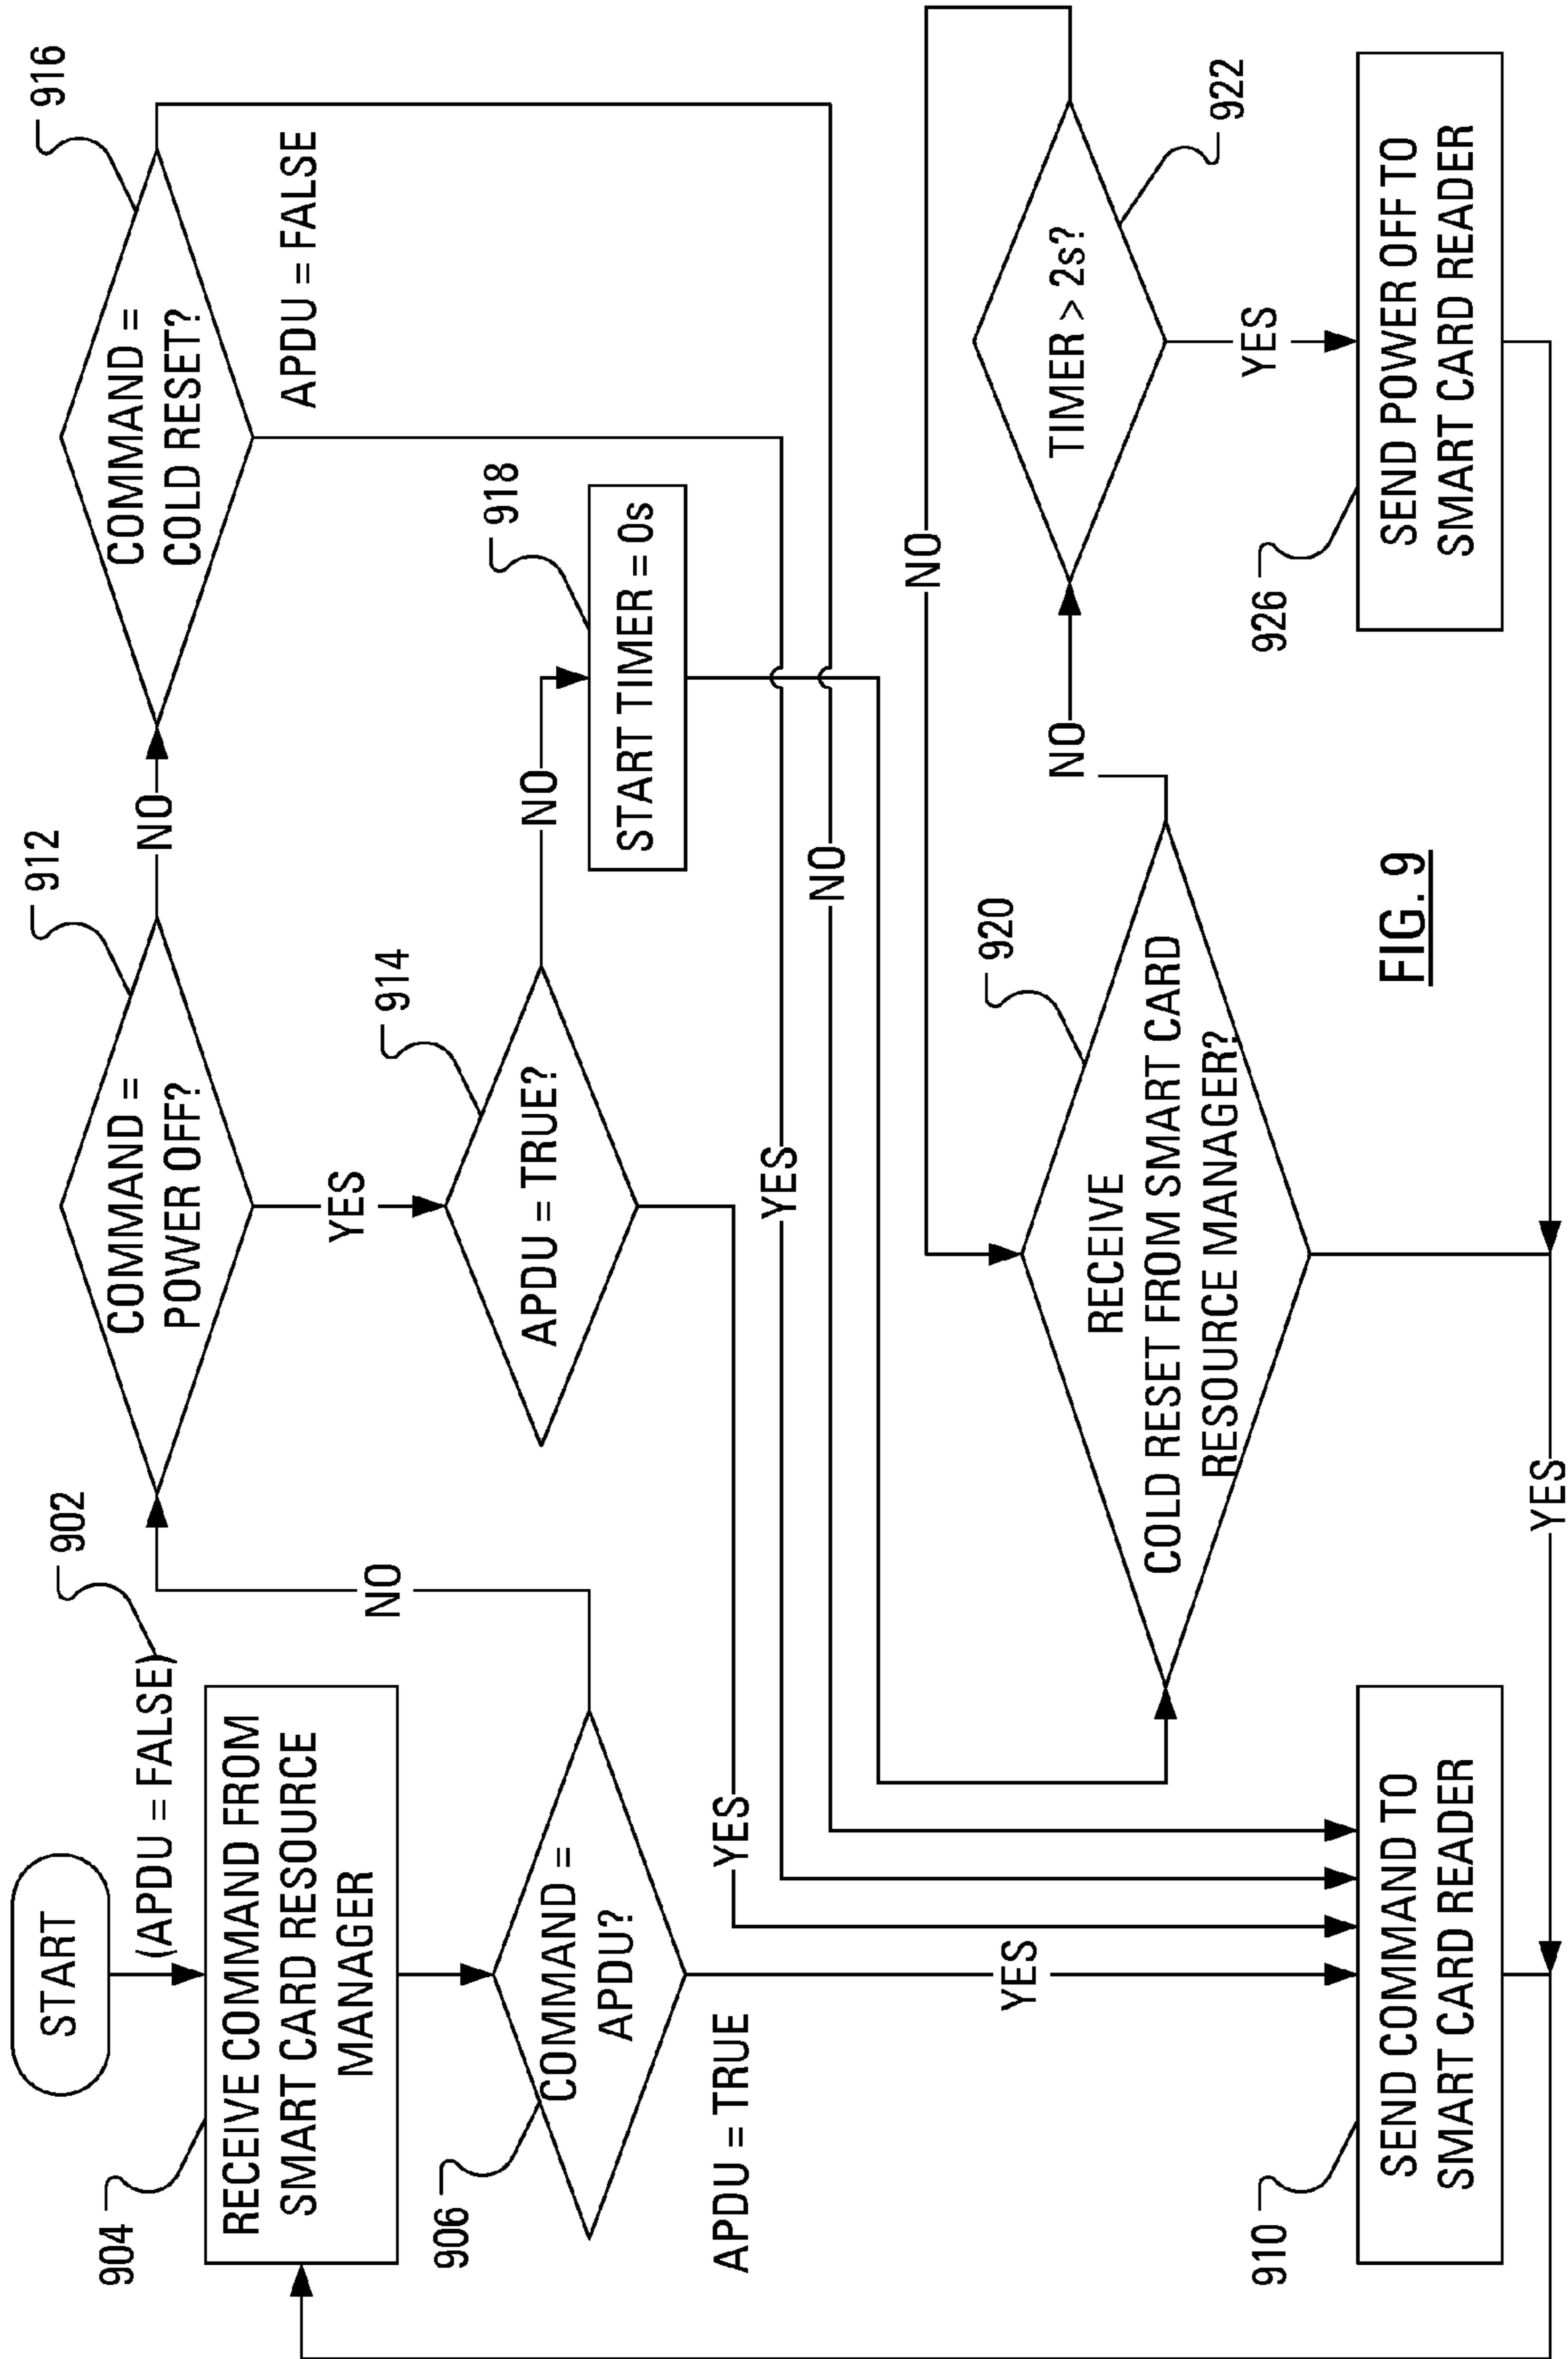 START
(APDU = FALSE)
902
904
RECEIVE COMMAND FROM
SMART CARD RESOURCE
MANAGER
906
COMMAND =
APDU?
NO
APDU = TRUE
YES
912
COMMAND =
POWER OFF?
NO
YES
914
APDU = TRUE?
NO
YES
916
COMMAND =
COLD RESET?
APDU = FALSE
YES
NO
918
START TIMER = 0s
920
RECEIVE
COLD RESET FROM SMART CARD
RESOURCE MANAGER?
NO
YES
922
TIMER > 2s?
NO
YES
926
SEND POWER OFF TO
SMART CARD READER
910
SEND COMMAND TO
SMART CARD READER
FIG. 9